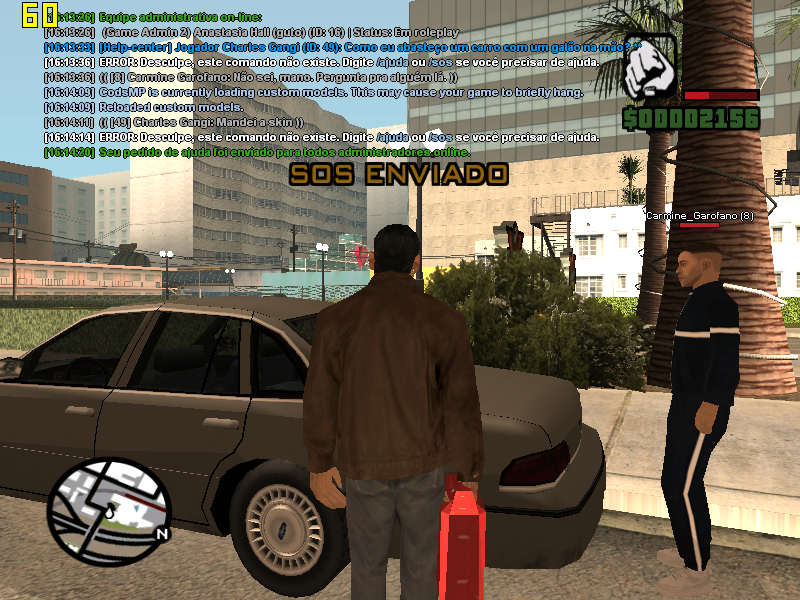 60
[16:13:26] Equipe administrativa on-line:
[16:13:26] (Game Admin 2) Anastasia Hall (guto) (ID: 16) | Status: Em roleplay
[16:13:33] [Help-center] Jogador Charles Gangi (ID: 49): Como eu abasteço um carro com um galão na mão? **
[16:13:36] ERROR: Desculpe, este comando não existe. Digite /ajuda ou /sos se você precisar de ajuda.
[16:13:36] (( [8] Carmine Garofano: Não sei, mano. Pergunta pra alguém lá. ))
[16:14:09] CodsMP is currently loading custom models. This may cause your game to briefly hang.
[16:14:09] Reloaded custom models.
[16:14:11] (( [49] Charles Gangi: Mandei a skin ))
[16:14:14] ERROR: Desculpe, este comando não existe. Digite /ajuda ou /sos se você precisar de ajuda.
[16:14:20] Seu pedido de ajuda foi enviado para todos administradores online.
$00002156
SOS ENVIADO
Carmine_Garofano (8)
N